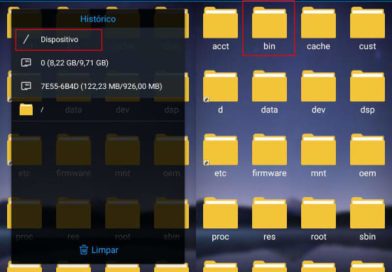 Histórico
/ Dispositivo
0 (8,22 GB/9,71 GB)
7E55-6B4D (122,23 MB/926,00 MB)
/
data
dev
dsp
etc
firmware
mnt
oem
proc
res
root
sbin
Limpar
acct
bin
cache
cust
d
data
dev
dsp
etc
firmware
mnt
oem
proc
res
root
sbin